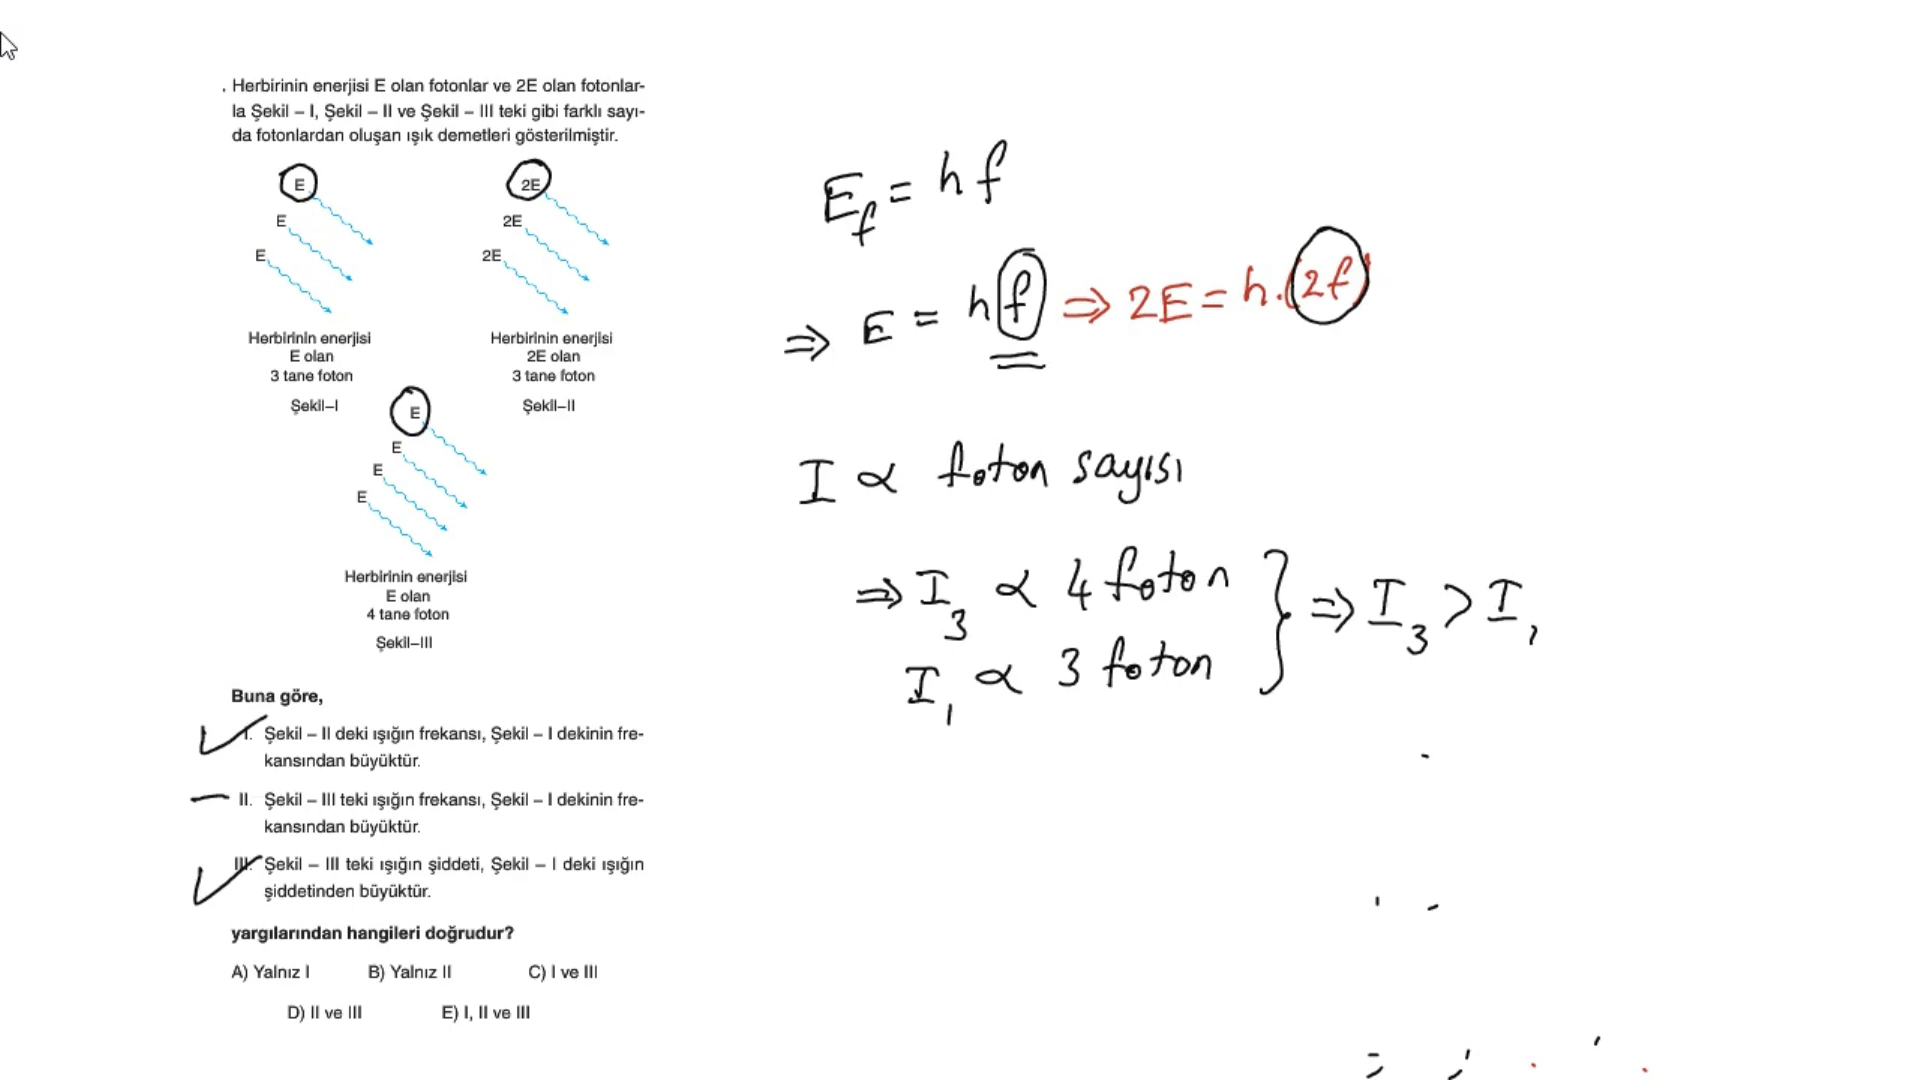 . Herbirinin enerjisi E olan fotonlar ve 2E olan fotonlar-
la Şekil – I, Şekil – II ve Şekil – III teki gibi farklı sayı-
da fotonlardan oluşan ışık demetleri gösterilmiştir.
E
E
E
Herbirinin enerjisi
E olan
3 tane foton
Şekil–I
2E
2E
2E
Herbirinin enerjisi
2E olan
3 tane foton
Şekil–II
E
E
E
E
Herbirinin enerjisi
E olan
4 tane foton
Şekil–III
Buna göre,
I. Şekil – II deki ışığın frekansı, Şekil – I dekinin fre-
kansından büyüktür.
II. Şekil – III teki ışığın frekansı, Şekil – I dekinin fre-
kansından büyüktür.
III. Şekil – III teki ışığın şiddeti, Şekil – I deki ışığın
şiddetinden büyüktür.
yargılarından hangileri doğrudur?
A) Yalnız I B) Yalnız II C) I ve III
D) II ve III E) I, II ve III
E_f = hf
⇒ E = hf ⇒ 2E = h.(2f)
I ∝ foton sayısı
⇒ I_3 ∝ 4 foton } ⇒ I_3 > I_1
I_1 ∝ 3 foton